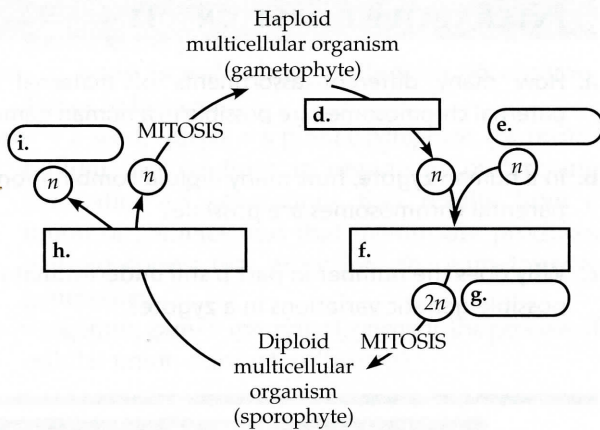 Haploid
multicellular organism
(gametophyte)
d.
e.
i.
MITOSIS
n
n
n
n
h.
f.
2n
g.
Diploid
multicellular
organism
(sporophyte)
MITOSIS